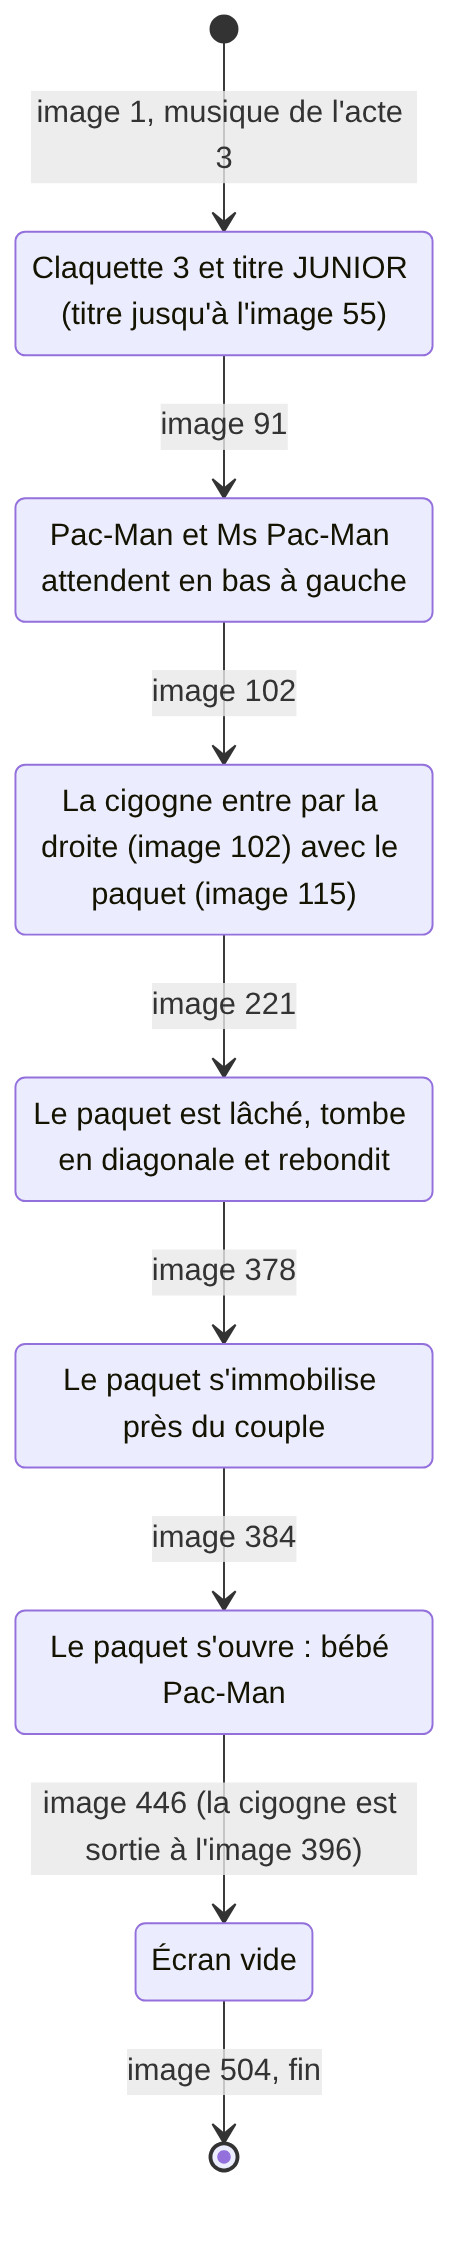 image 1, musique de l'acte
3
Claquette 3 et titre JUNIOR
(titre jusqu'à l'image 55)
image 91
Pac-Man et Ms Pac-Man
attendent en bas à gauche
image 102
La cigogne entre par la
droite (image 102) avec le
paquet (image 115)
image 221
Le paquet est lâché, tombe
en diagonale et rebondit
image 378
Le paquet s'immobilise
près du couple
image 384
Le paquet s'ouvre : bébé
Pac-Man
image 446 (la cigogne est
sortie à l'image 396)
Écran vide
image 504, fin